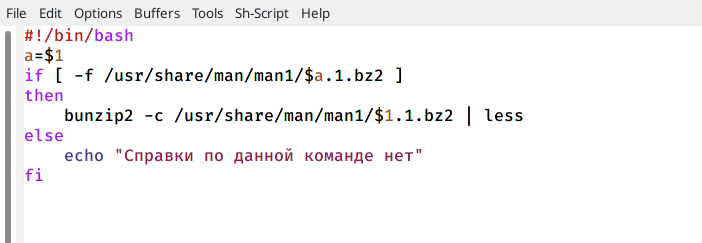 File Edit Options Buffers Tools Sh-Script Help
#!/bin/bash
a=$1
if [ -f /usr/share/man/man1/$a.1.bz2 ]
then
    bunzip2 -c /usr/share/man/man1/$1.1.bz2 | less
else
    echo "Справки по данной команде нет"
fi